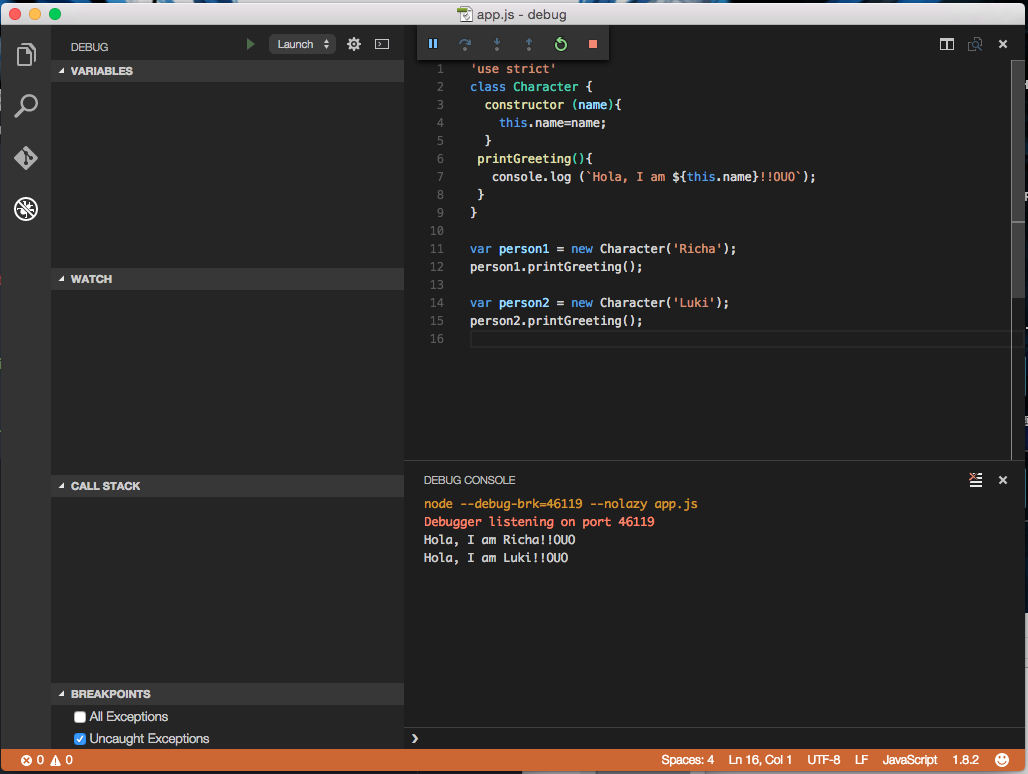 app.js - debug
DEBUG
Launch
VARIABLES
WATCH
CALL STACK
BREAKPOINTS
All Exceptions
Uncaught Exceptions
1 'use strict'
2 class Character {
3   constructor (name){
4     this.name=name;
5   }
6  printGreeting(){
7    console.log (`Hola, I am ${this.name}!!OUO`);
8  }
9 }
10
11 var person1 = new Character('Richa');
12 person1.printGreeting();
13
14 var person2 = new Character('Luki');
15 person2.printGreeting();
16
DEBUG CONSOLE
node --debug-brk=46119 --nolazy app.js
Debugger listening on port 46119
Hola, I am Richa!!OUO
Hola, I am Luki!!OUO
0 0 Spaces: 4 Ln 16, Col 1 UTF-8 LF JavaScript 1.8.2